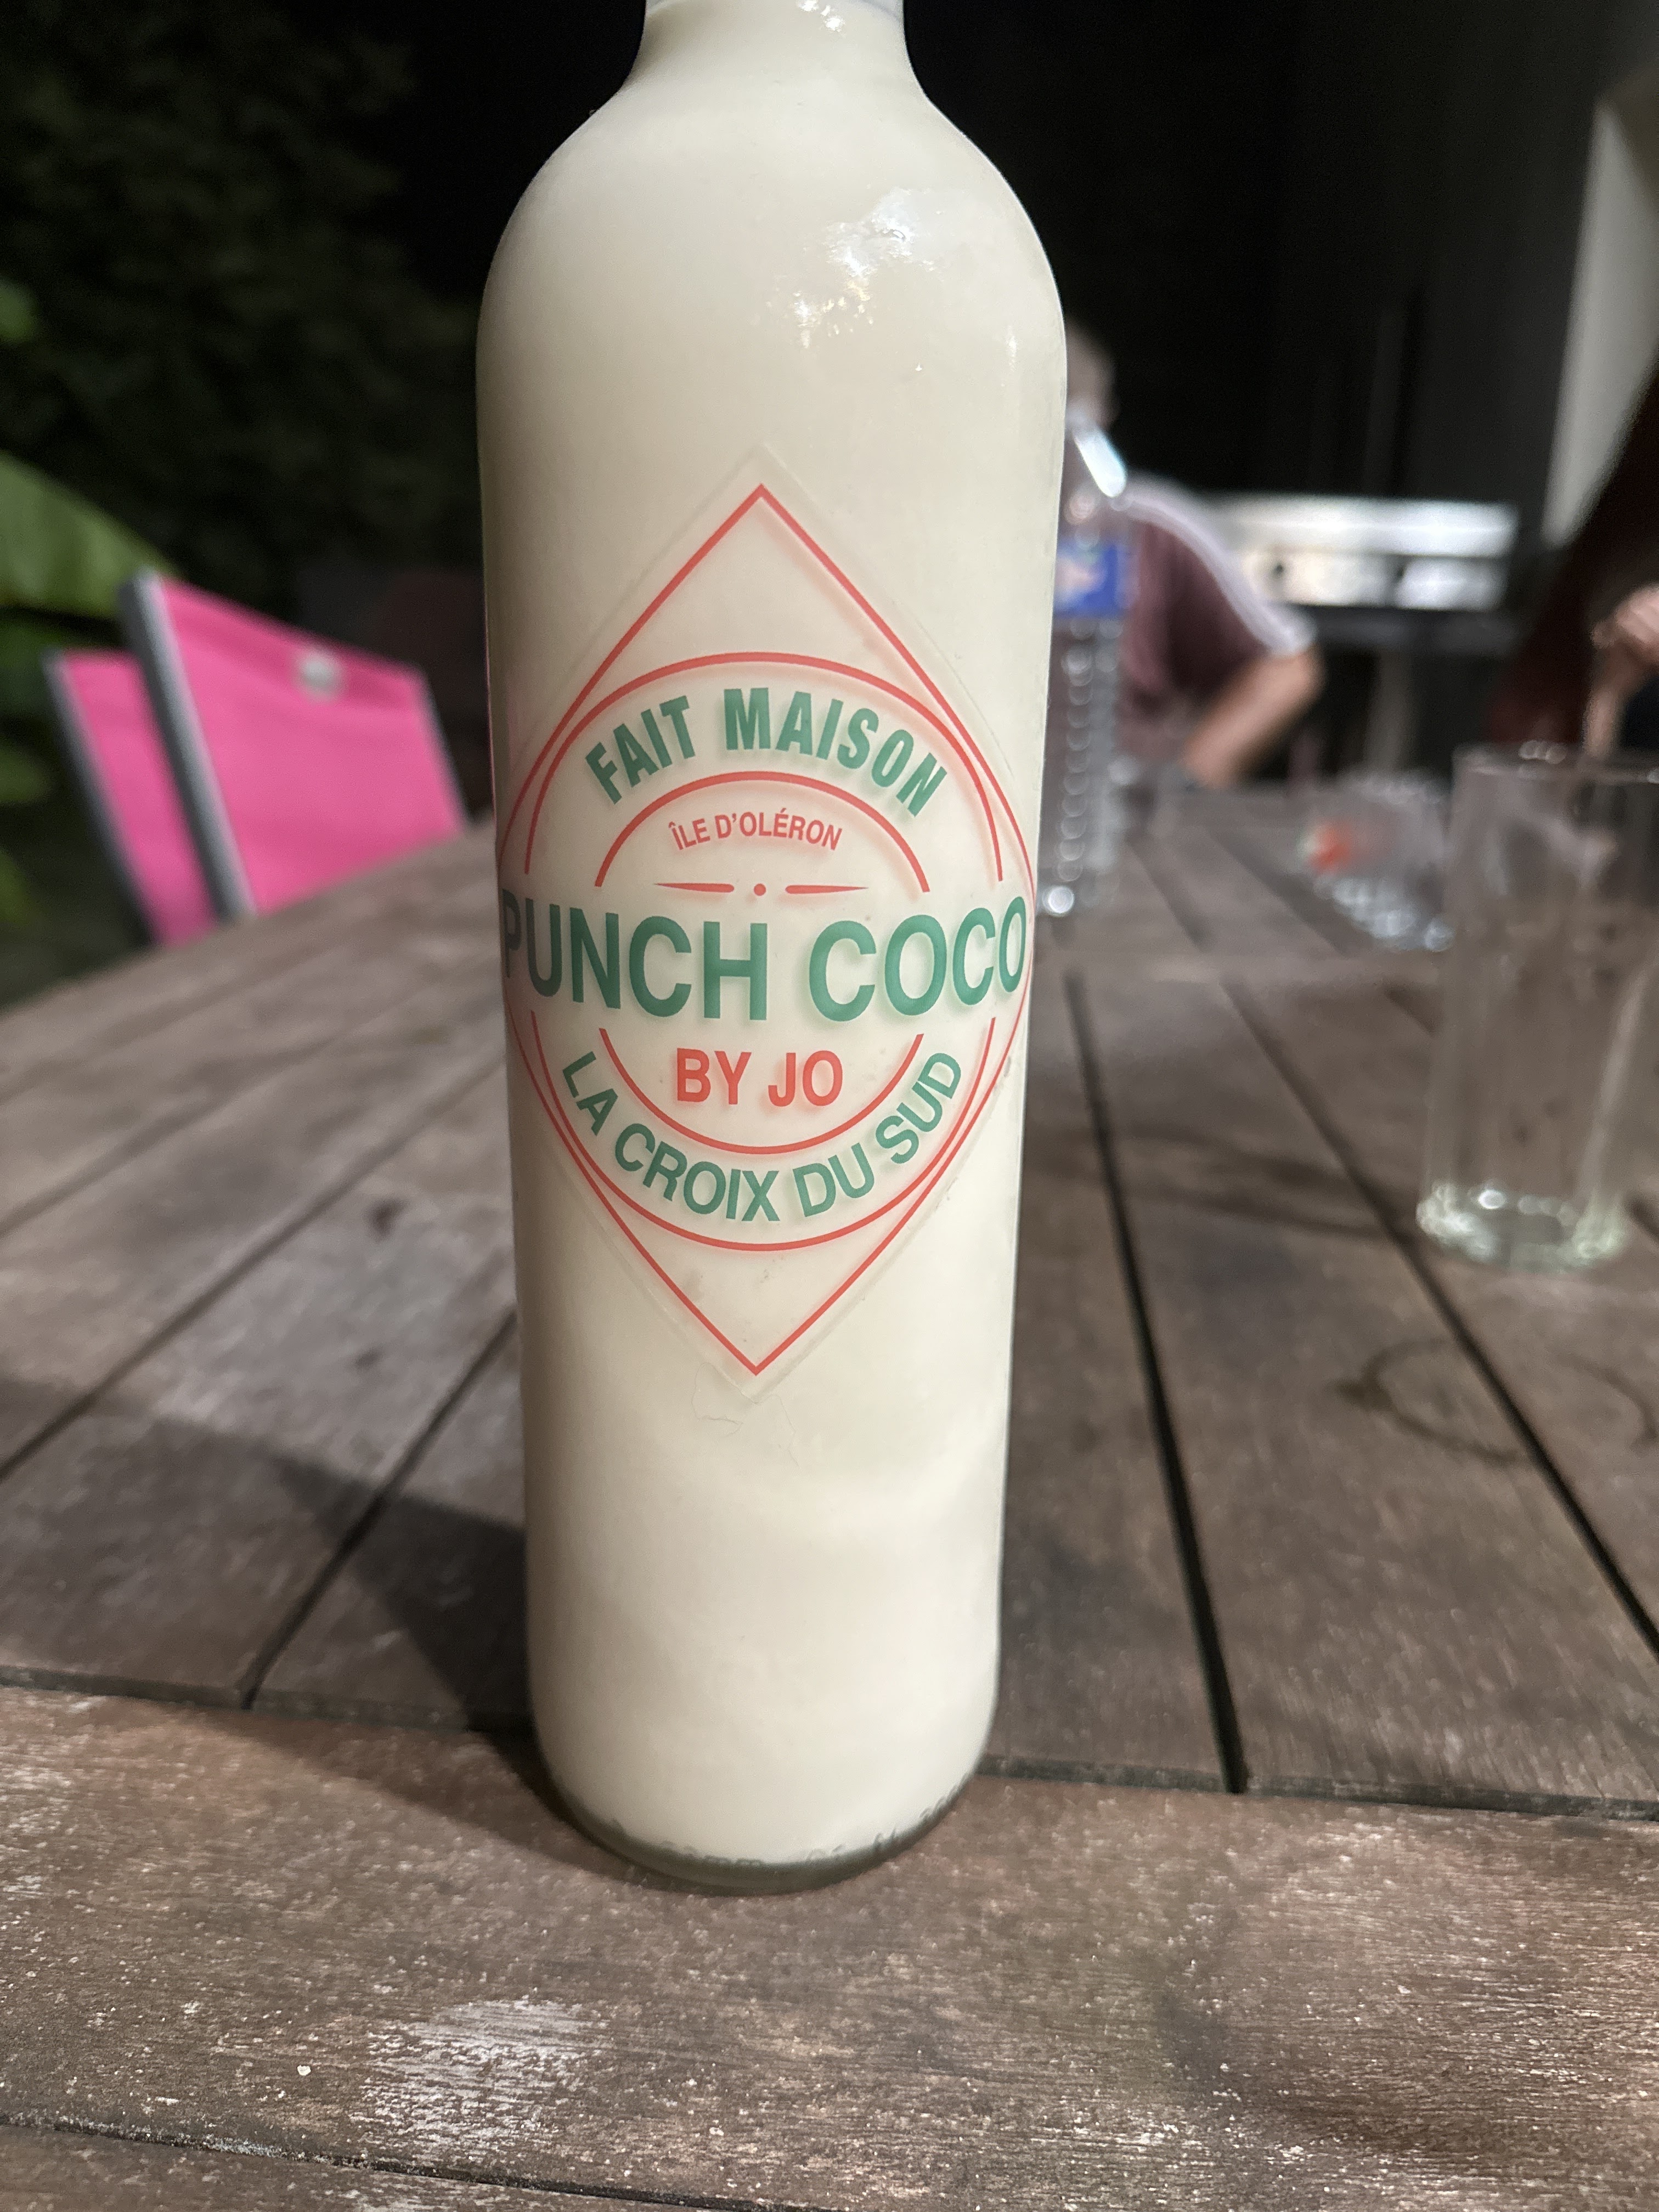 FAIT MAISON
ÎLE D'OLÉRON
PUNCH COCO
BY JO
LA CROIX DU SUD